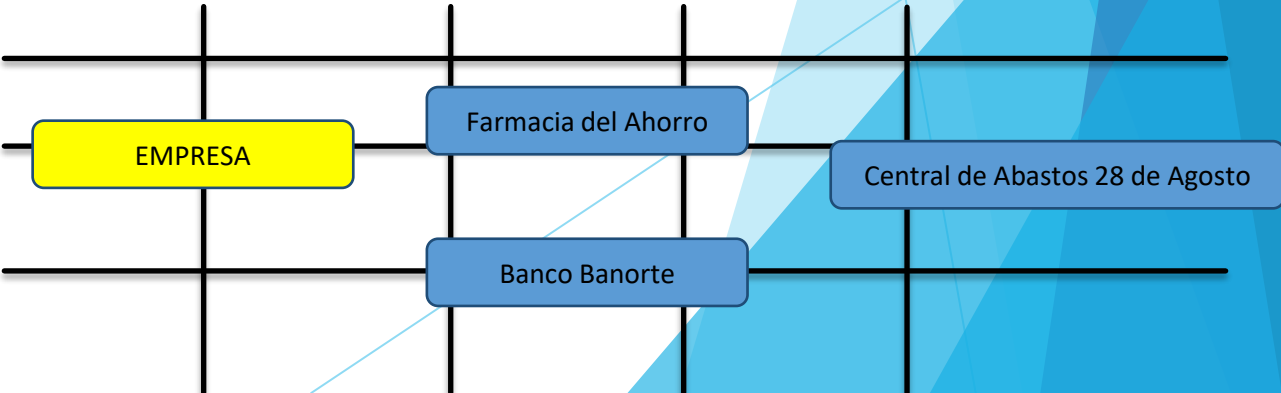 Farmacia del Ahorro
EMPRESA
Central de Abastos 28 de Agosto
Banco Banorte